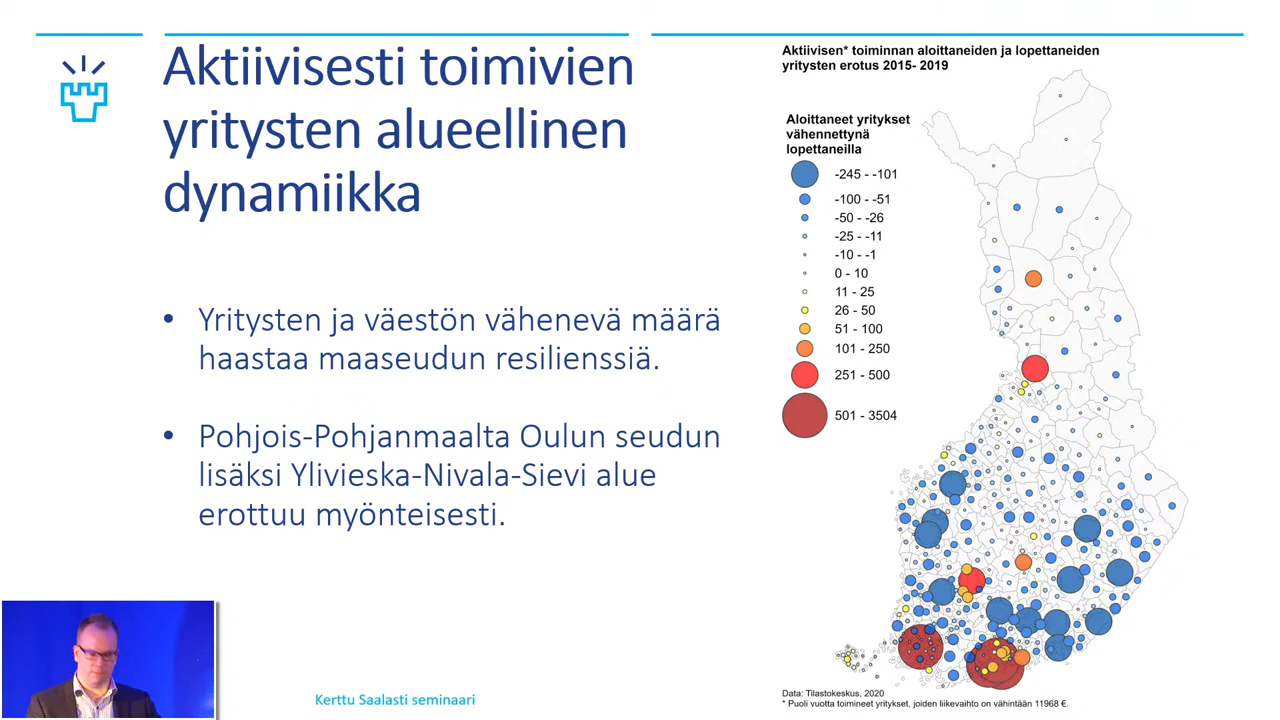 Aktiivisesti toimivien
yritysten alueellinen
dynamiikka
• Yritysten ja väestön vähenevä määrä
haastaa maaseudun resilienssiä.
• Pohjois-Pohjanmaalta Oulun seudun
lisäksi Ylivieska-Nivala-Sievi alue
erottuu myönteisesti.
Kerttu Saalasti seminaari
Aktiivisen* toiminnan aloittaneiden ja lopettaneiden
yritysten erotus 2015- 2019
Aloittaneet yritykset
vähennettynä
lopettaneilla
-245 - -101
-100 - -51
-50 - -26
-25 - -11
-10 - -1
0 - 10
11 - 25
26 - 50
51 - 100
101 - 250
251 - 500
501 - 3504
Data: Tilastokeskus, 2020
* Puoli vuotta toimineet yritykset, joiden liikevaihto on vähintään 11968 €.